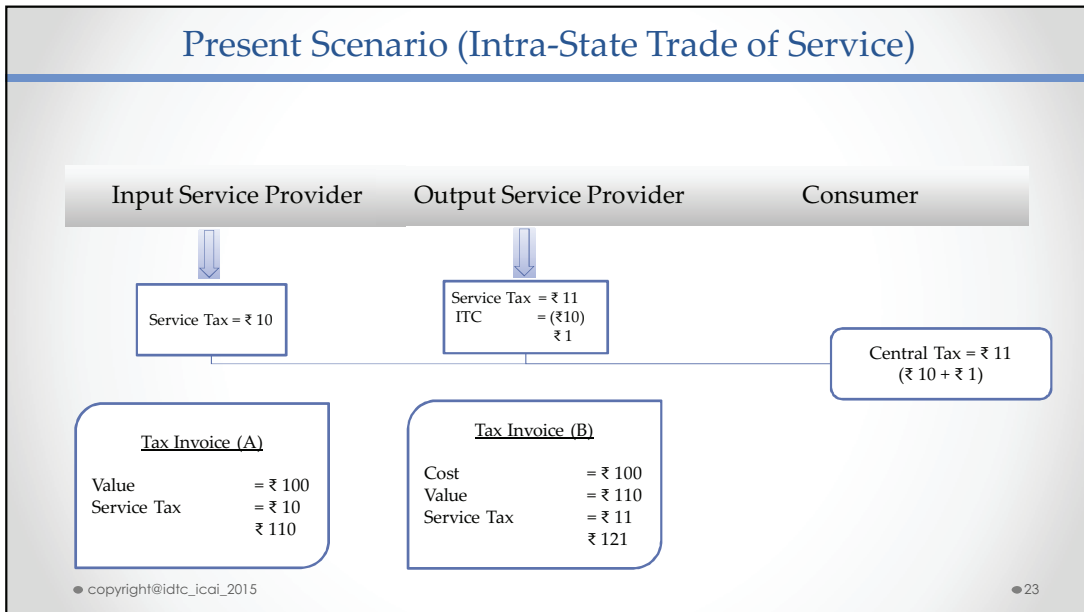 Present Scenario (Intra-State Trade of Service)
Input Service Provider
Output Service Provider
Consumer
Service Tax = ₹ 10
Service Tax = ₹ 11
ITC = (₹10)
₹ 1
Central Tax = ₹ 11
(₹ 10 + ₹ 1)
Tax Invoice (A)
Value = ₹ 100
Service Tax = ₹ 10
₹ 110
Tax Invoice (B)
Cost = ₹ 100
Value = ₹ 110
Service Tax = ₹ 11
₹ 121
copyright@idtc_icai_2015
23